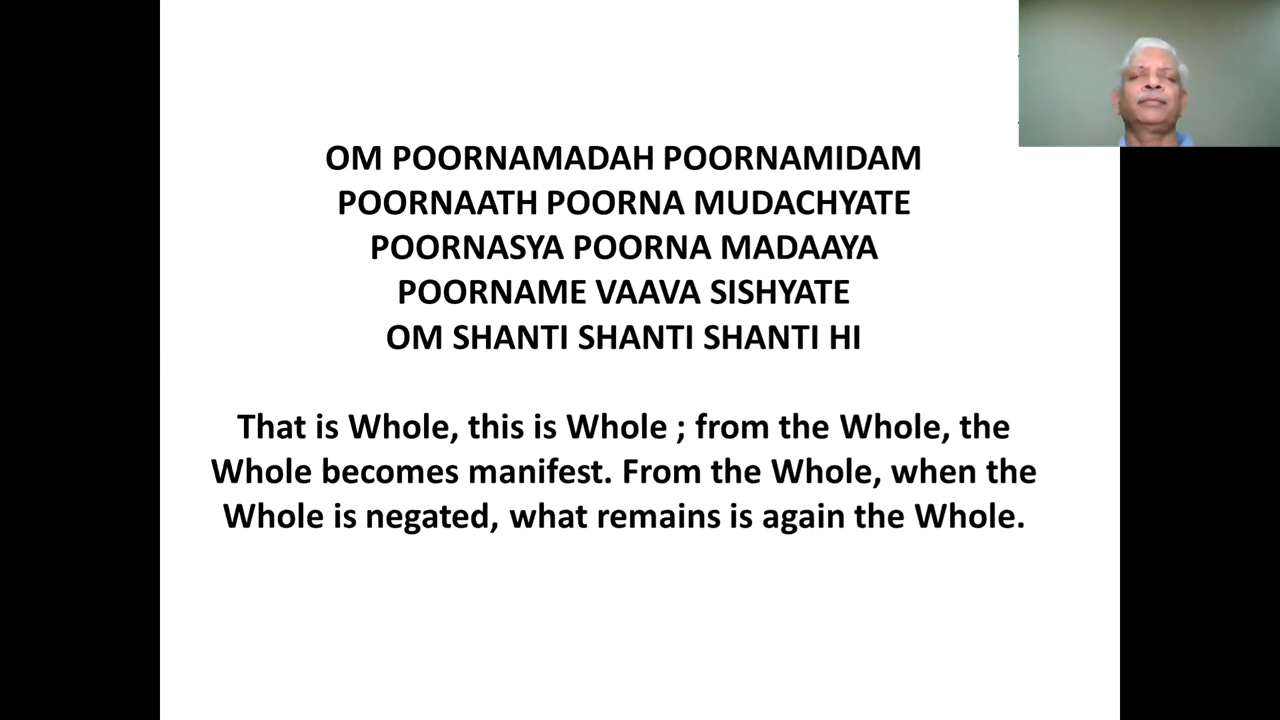 OM POORNAMADAH POORNAMIDAM
POORNAATH POORNA MUDACHYATE
POORNASYA POORNA MADAAYA
POORNAME VAAVA SISHYATE
OM SHANTI SHANTI SHANTI HI
That is Whole, this is Whole ; from the Whole, the
Whole becomes manifest. From the Whole, when the
Whole is negated, what remains is again the Whole.